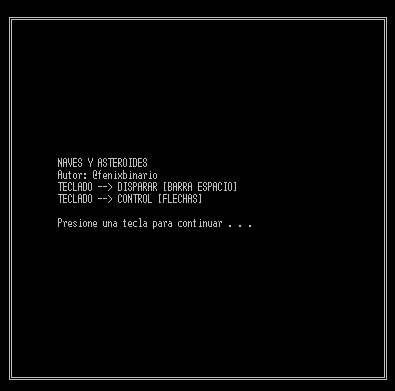 NAVES Y ASTEROIDES
Autor: @fenixbinario
TECLADO --> DISPARAR [BARRA ESPACIO]
TECLADO --> CONTROL [FLECHAS]
Presione una tecla para continuar . . .